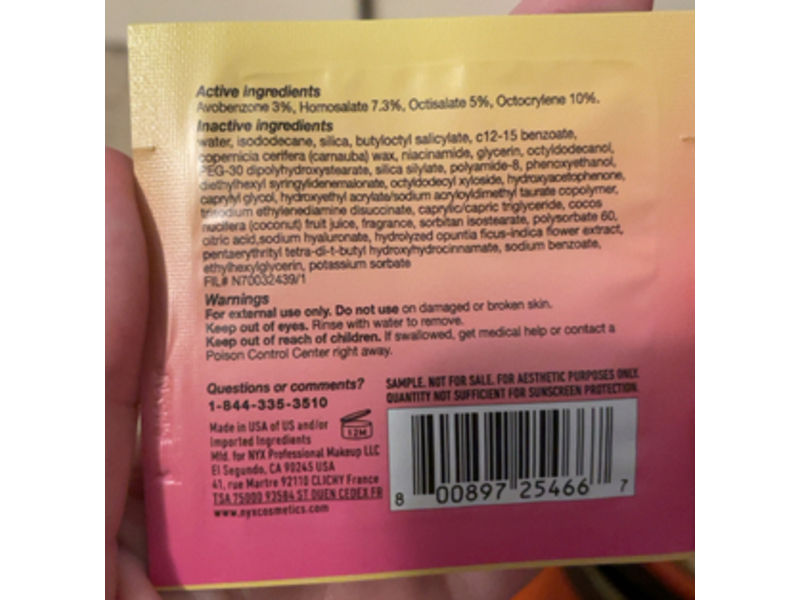 Active ingredients
Avobenzone 3%, Homosalate 7.3%, Octisalate 5%, Octocrylene 10%.
Inactive ingredients
water, isododecane, silica, butyloctyl salicylate, c12-15 benzoate,
copernicia cerifera (carnauba) wax, niacinamide, glycerin, octyldodecanol,
PEG-30 dipolyhydroxystearate, silica silylate, polyamide-8, phenoxyethanol,
diethylhexyl syringylidenemalonate, octyldodecyl xyloside, hydroxyacetophenone,
caprylyl glycol, hydroxyethyl acrylate/sodium acryloyldimethyl taurate copolymer,
trisodium ethylenediamine disuccinate, caprylic/capric triglyceride, cocos
nucifera (coconut) fruit juice, fragrance, sorbitan isostearate, polysorbate 60,
citric acid,sodium hyaluronate, hydrolyzed opuntia ficus-indica flower extract,
pentaerythrityl tetra-di-t-butyl hydroxyhydrocinnamate, sodium benzoate,
ethylhexylglycerin, potassium sorbate
FIL# N70032439/1
Warnings
For external use only. Do not use on damaged or broken skin.
Keep out of eyes. Rinse with water to remove.
Keep out of reach of children. If swallowed, get medical help or contact a
Poison Control Center right away.
Questions or comments?
1-844-335-3510
Made in USA of US and/or
Imported Ingredients
12M
Mfd. for NYX Professional Makeup LLC
El Segundo, CA 90245 USA
41, rue Martre 92110 CLICHY France
TSA 75000 93584 ST OUEN CEDEX FR
www.nyxcosmetics.com
SAMPLE. NOT FOR SALE. FOR AESTHETIC PURPOSES ONLY.
QUANTITY NOT SUFFICIENT FOR SUNSCREEN PROTECTION.
8 00897 25466 7